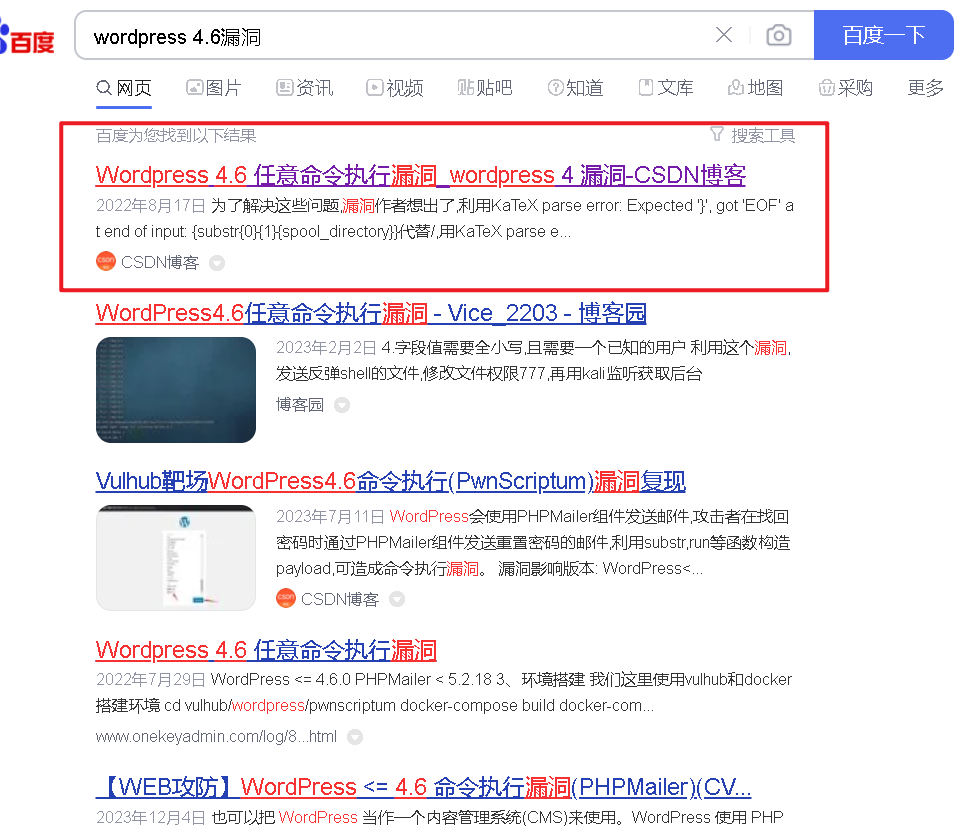 百度
wordpress 4.6漏洞
百度一下
网页 图片 资讯 视频 贴吧 知道 文库 地图 采购 更多
百度为您找到以下结果 搜索工具
Wordpress 4.6 任意命令执行漏洞_wordpress 4 漏洞-CSDN博客
2022年8月17日 为了解决这些问题,漏洞作者想出了,利用KaTeX parse error: Expected '}', got 'EOF' a
t end of input: {substr{0}{1}{spool_directory}}代替/,用KaTeX parse e...
CSDN博客
WordPress4.6任意命令执行漏洞 - Vice_2203 - 博客园
2023年2月2日 4.字段值需要全小写,且需要一个已知的用户 利用这个漏洞,
发送反弹shell的文件,修改文件权限777,再用kali监听获取后台
博客园
Vulhub靶场WordPress4.6命令执行(PwnScriptum)漏洞复现
2023年7月11日 WordPress会使用PHPMailer组件发送邮件,攻击者在找回
密码时通过PHPMailer组件发送重置密码的邮件,利用substr,run等函数构造
payload,可造成命令执行漏洞。 漏洞影响版本: WordPress<...
CSDN博客
Wordpress 4.6 任意命令执行漏洞
2022年7月29日 WordPress <= 4.6.0 PHPMailer < 5.2.18 3、环境搭建 我们这里使用vulhub和docker
搭建环境 cd vulhub/wordpress/pwnscriptum docker-compose build docker-com...
www.onekeyadmin.com/log/8...html
【WEB攻防】WordPress <= 4.6 命令执行漏洞(PHPMailer)(CV...
2023年12月4日 也可以把 WordPress 当作一个内容管理系统(CMS)来使用。WordPress 使用 PHP